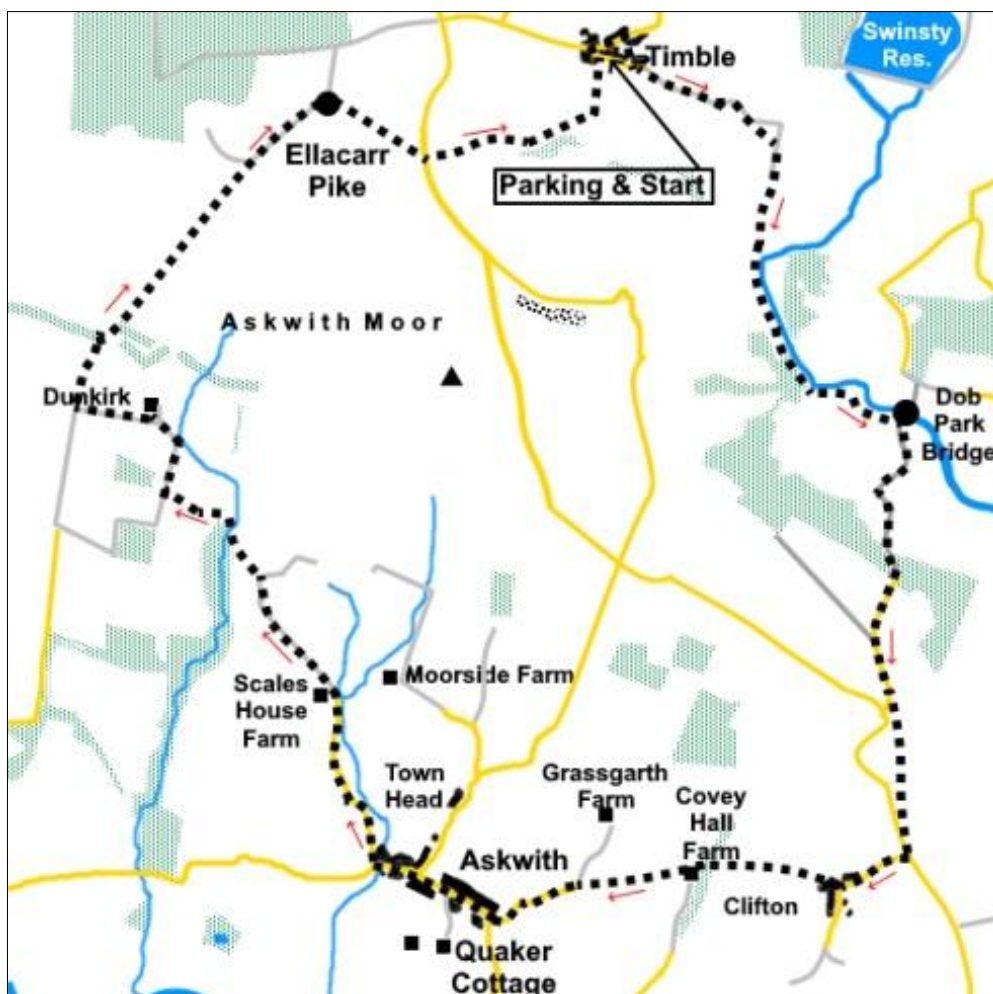 Swinsty
Res.
Timble
Ellacarr
Pike
Parking & Start
Askwith Moor
Dunkirk
Dob
Park
Bridge
Scales
House
Farm
Moorside Farm
Town
Head
Grassgarth
Farm
Covey
Hall
Farm
Askwith
Clifton
Quaker
Cottage